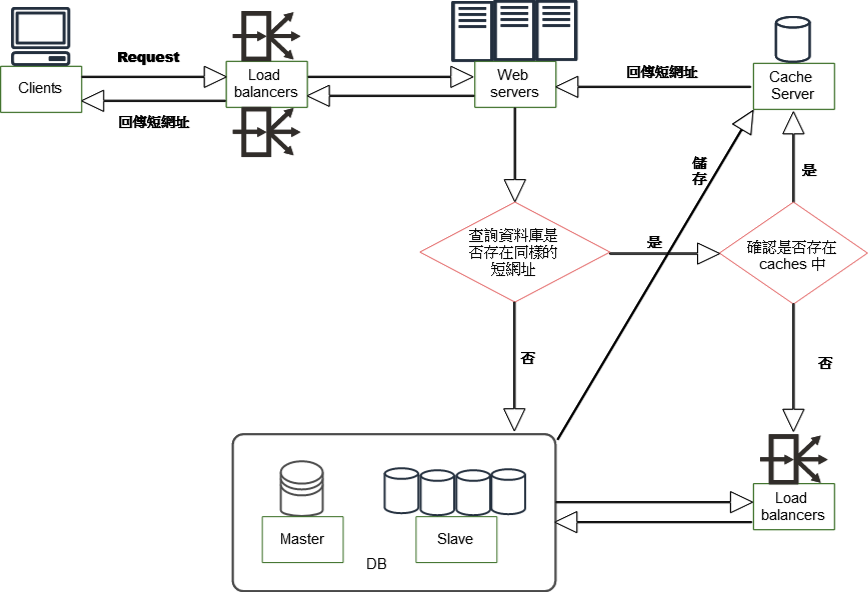 Request
Clients
Load
balancers
Web
servers
回傳短網址
Cache
Server
回傳短網址
儲
存
是
查詢資料庫是
否存在同樣的
短網址
是
確認是否存在
caches 中
否
否
Load
balancers
Master
Slave
DB